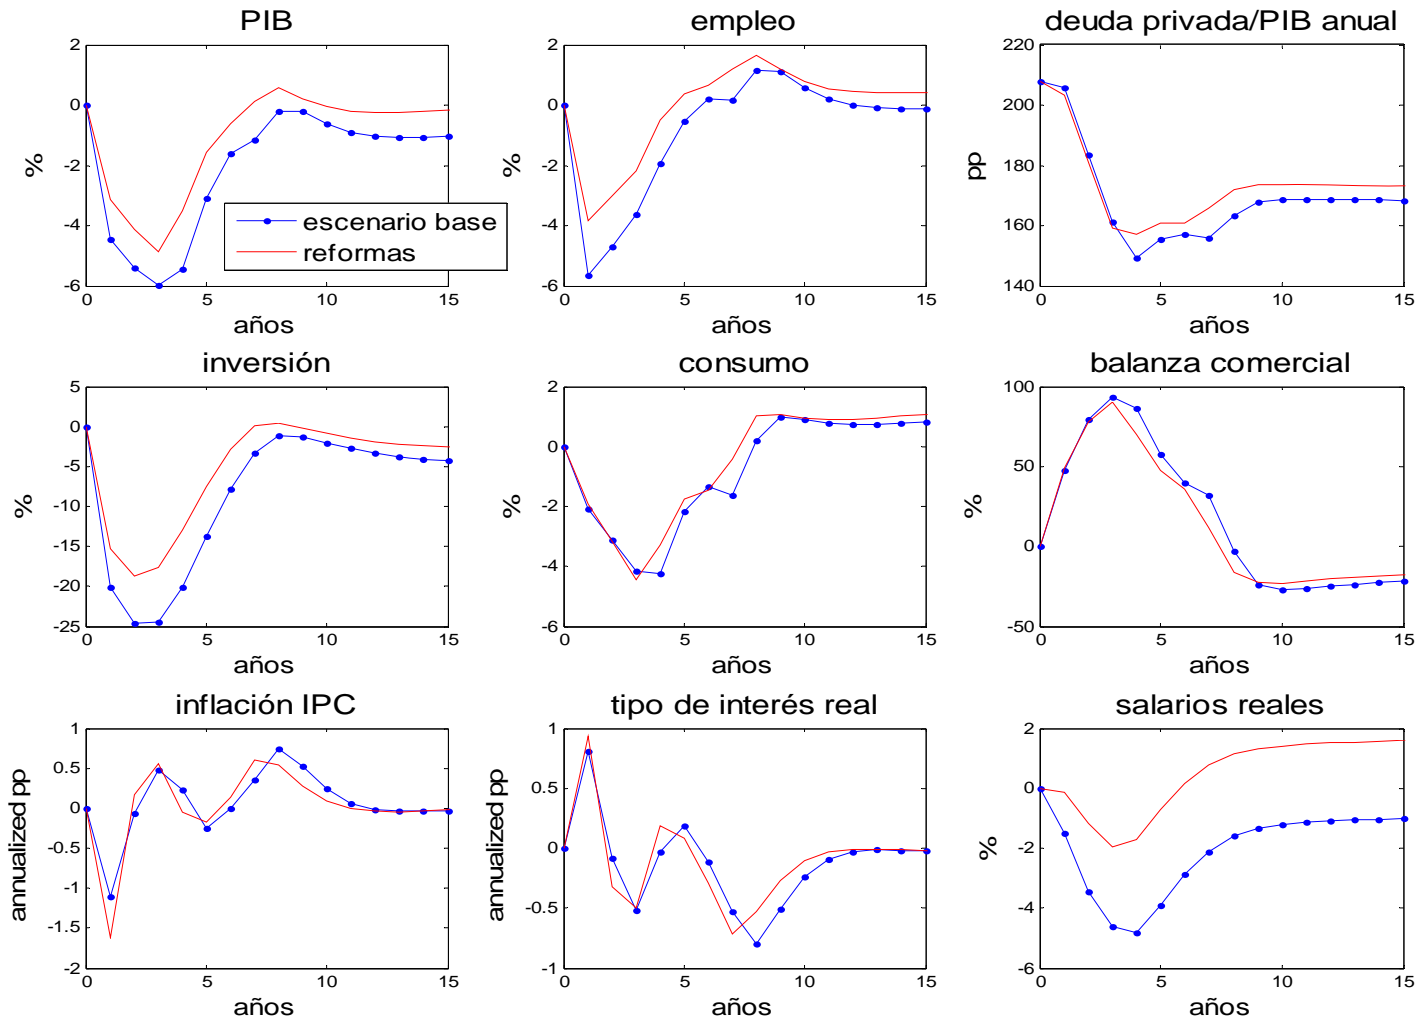 PIB
2
0
-2
-4
-6
%
0 5 10 15
años
escenario base
reformas
empleo
2
0
-2
-4
-6
%
0 5 10 15
años
deuda privada/PIB anual
220
200
180
160
140
pp
0 5 10 15
años
inversión
5
0
-5
-10
-15
-20
-25
%
0 5 10 15
años
consumo
2
0
-2
-4
-6
%
0 5 10 15
años
balanza comercial
100
50
0
-50
%
0 5 10 15
años
inflación IPC
1
0.5
0
-0.5
-1
-1.5
-2
annualized pp
0 5 10 15
años
tipo de interés real
1
0.5
0
-0.5
-1
annualized pp
0 5 10 15
años
salarios reales
2
0
-2
-4
-6
%
0 5 10 15
años